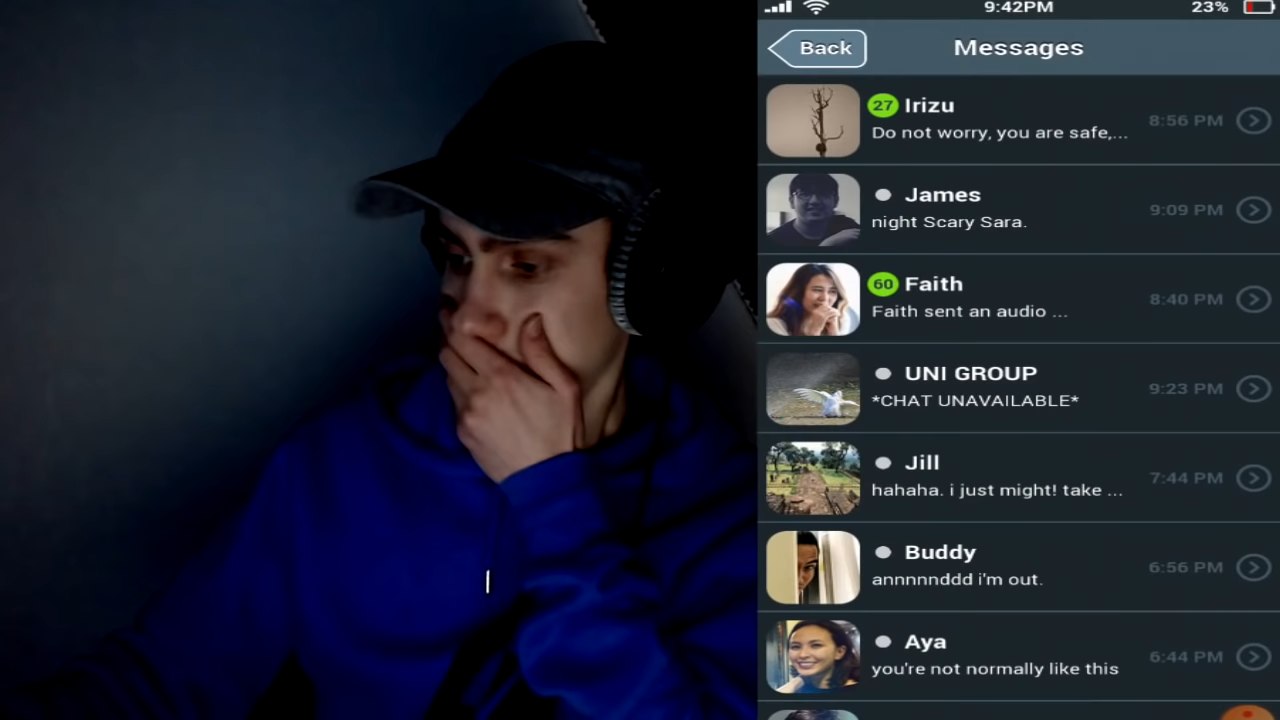 9:42PM 23%
Back Messages
27 Irizu
Do not worry, you are safe,... 8:56 PM
James
night Scary Sara. 9:09 PM
60 Faith
Faith sent an audio ... 8:40 PM
UNI GROUP
*CHAT UNAVAILABLE* 9:23 PM
Jill
hahaha. i just might! take ... 7:44 PM
Buddy
annnnnddd i'm out. 6:56 PM
Aya
you're not normally like this 6:44 PM